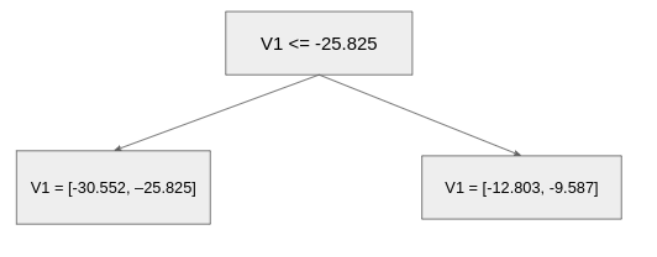 V1 <= -25.825
V1 = [-30.552, –25.825]
V1 = [-12.803, -9.587]